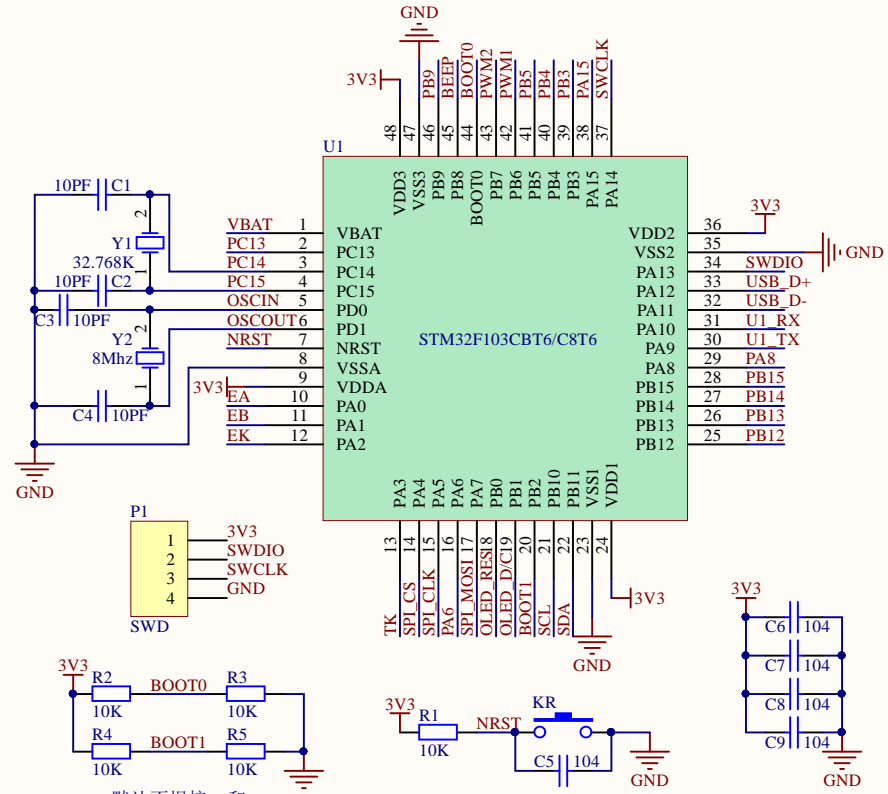 GND
3V3
PB9
BEEP
BOOT0
PWM2
PWM1
PB5
PB4
PB3
PA15
SWCLK
48
47
46
45
44
43
42
41
40
39
38
37
U1
VDD3
VSS3
PB9
PB8
BOOT0
PB7
PB6
PB5
PB4
PB3
PA15
PA14
10PF C1
2
Y1
32.768K
1
10PF C2
C3 10PF
2
Y2
8Mhz
1
C4 10PF
GND
VBAT 1 VBAT
PC13 2 PC13
PC14 3 PC14
PC15 4 PC15
OSCIN 5 PD0
OSCOUT 6 PD1
NRST 7 NRST
8 VSSA
3V3 9 VDDA
EA 10 PA0
EB 11 PA1
EK 12 PA2
STM32F103CBT6/C8T6
VDD2 36 3V3
VSS2 35 GND
PA13 34 SWDIO
PA12 33 USB_D+
PA11 32 USB_D-
PA10 31 U1_RX
PA9 30 U1_TX
PA8 29 PA8
PB15 28 PB15
PB14 27 PB14
PB13 26 PB13
PB12 25 PB12
PA3
PA4
PA5
PA6
PA7
PB0
PB1
PB2
PB10
PB11
VSS1
VDD1
13
14
15
16
17
18
19
20
21
22
23
24
TK
SPI_CS
SPI_CLK
PA6
SPI_MOSI
OLED_RES
OLED_D/C
BOOT1
SCL
SDA
GND
3V3
P1
1 3V3
2 SWDIO
3 SWCLK
4 GND
SWD
3V3
R2 BOOT0 R3
10K 10K
R4 BOOT1 R5
10K 10K
3V3
R1
10K
NRST
KR
C5 104
GND
3V3
C6 104
C7 104
C8 104
C9 104
GND